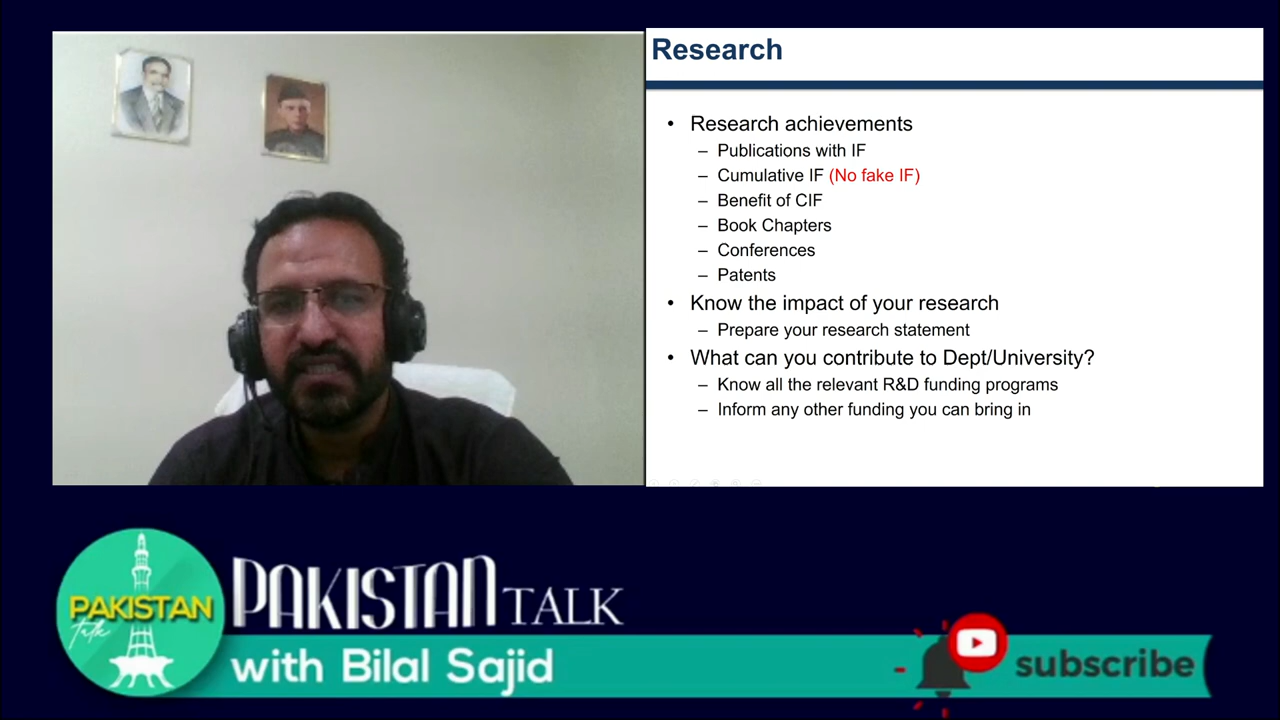 Research
• Research achievements
– Publications with IF
– Cumulative IF (No fake IF)
– Benefit of CIF
– Book Chapters
– Conferences
– Patents
• Know the impact of your research
– Prepare your research statement
• What can you contribute to Dept/University?
– Know all the relevant R&D funding programs
– Inform any other funding you can bring in
PAKISTAN
Talk
PAKISTAN TALK
with Bilal Sajid
subscribe